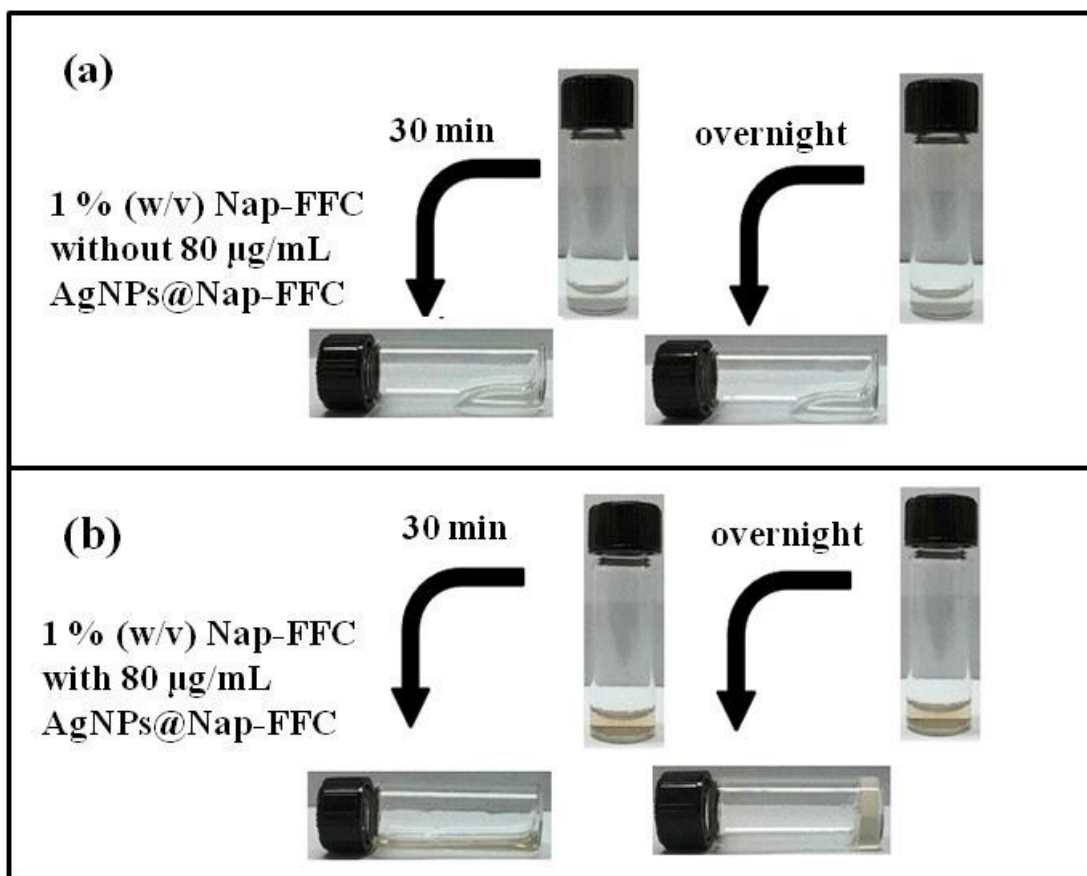 (a)
30 min
overnight
1 % (w/v) Nap-FFC
without 80 µg/mL
AgNPs@Nap-FFC
(b)
30 min
overnight
1 % (w/v) Nap-FFC
with 80 µg/mL
AgNPs@Nap-FFC